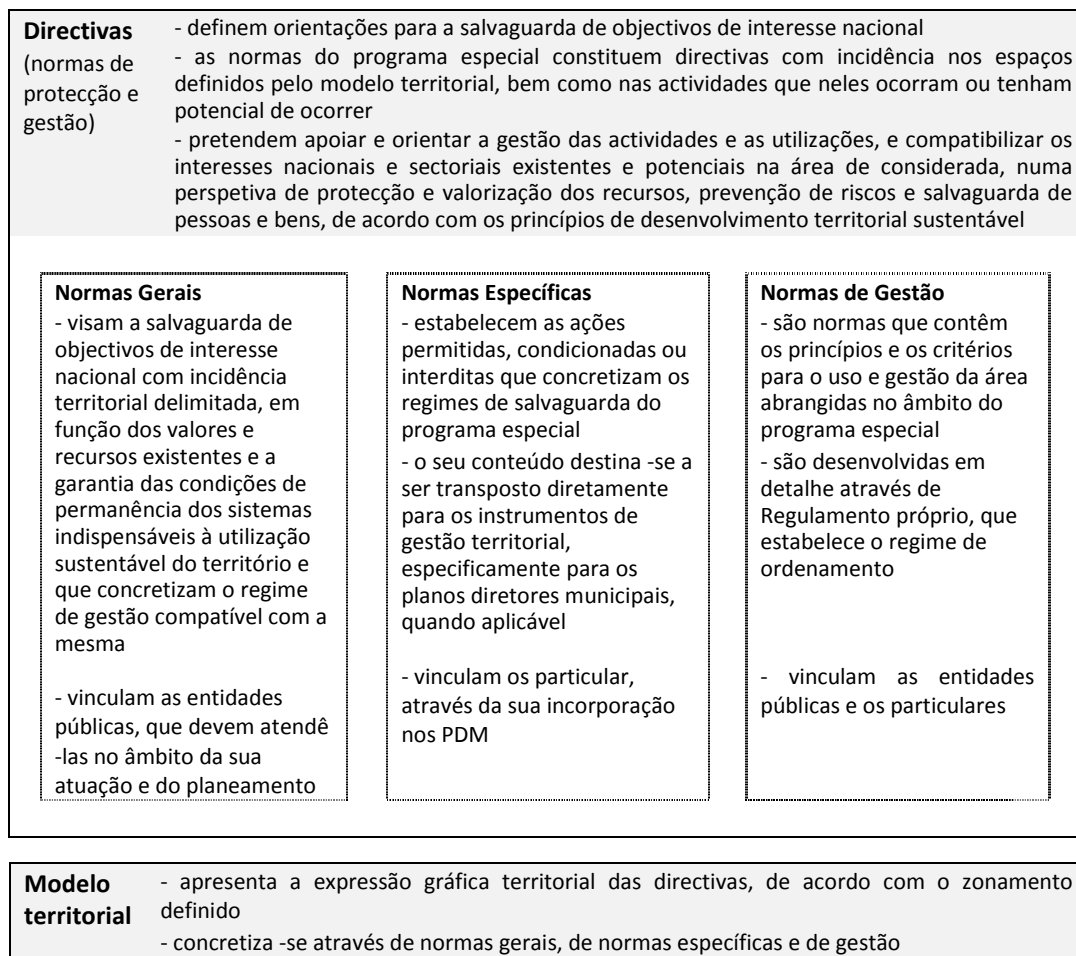 Directivas
(normas de
protecção e
gestão)
- definem orientações para a salvaguarda de objectivos de interesse nacional
- as normas do programa especial constituem directivas com incidência nos espaços
definidos pelo modelo territorial, bem como nas actividades que neles ocorram ou tenham
potencial de ocorrer
- pretendem apoiar e orientar a gestão das actividades e as utilizações, e compatibilizar os
interesses nacionais e sectoriais existentes e potenciais na área de considerada, numa
perspetiva de protecção e valorização dos recursos, prevenção de riscos e salvaguarda de
pessoas e bens, de acordo com os princípios de desenvolvimento territorial sustentável
Normas Gerais
- visam a salvaguarda de
objectivos de interesse
nacional com incidência
territorial delimitada, em
função dos valores e
recursos existentes e a
garantia das condições de
permanência dos sistemas
indispensáveis à utilização
sustentável do território e
que concretizam o regime
de gestão compatível com a
mesma
- vinculam as entidades
públicas, que devem atendê
-las no âmbito da sua
atuação e do planeamento
Normas Específicas
- estabelecem as ações
permitidas, condicionadas ou
interditas que concretizam os
regimes de salvaguarda do
programa especial
- o seu conteúdo destina -se a
ser transposto diretamente
para os instrumentos de
gestão territorial,
especificamente para os
planos diretores municipais,
quando aplicável
- vinculam os particular,
através da sua incorporação
nos PDM
Normas de Gestão
- são normas que contêm
os princípios e os critérios
para o uso e gestão da área
abrangidas no âmbito do
programa especial
- são desenvolvidas em
detalhe através de
Regulamento próprio, que
estabelece o regime de
ordenamento
- vinculam as entidades
públicas e os particulares
Modelo
territorial
- apresenta a expressão gráfica territorial das directivas, de acordo com o zonamento
definido
- concretiza -se através de normas gerais, de normas específicas e de gestão